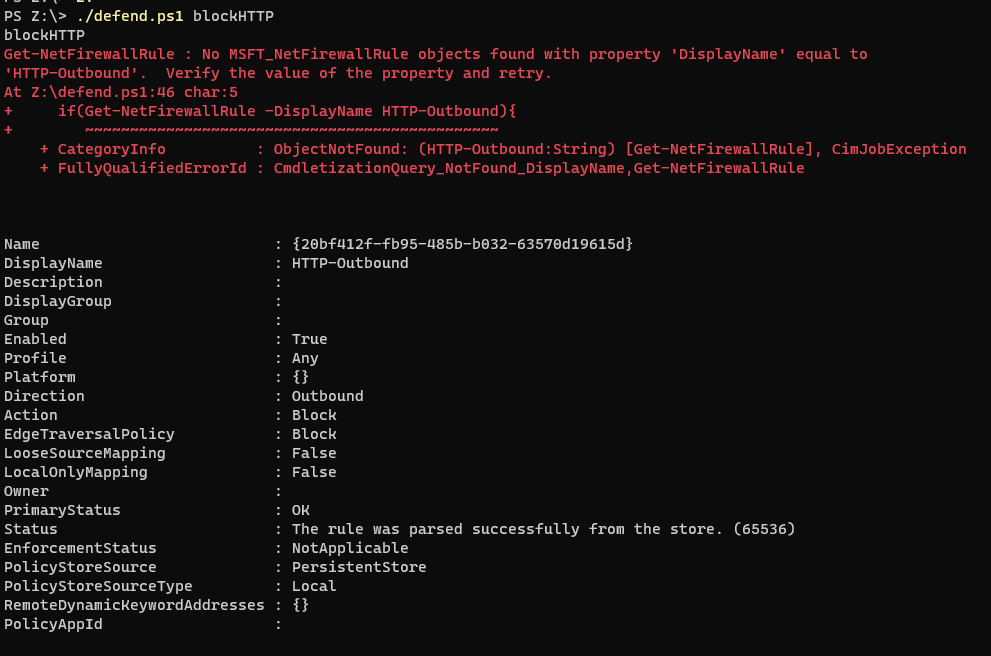 PS Z:\> ./defend.ps1 blockHTTP
blockHTTP
Get-NetFirewallRule : No MSFT_NetFirewallRule objects found with property 'DisplayName' equal to
'HTTP-Outbound'.  Verify the value of the property and retry.
At Z:\defend.ps1:46 char:5
+     if(Get-NetFirewallRule -DisplayName HTTP-Outbound){
+        ~~~~~~~~~~~~~~~~~~~~~~~~~~~~~~~~~~~~~~~~~~~~~~
    + CategoryInfo          : ObjectNotFound: (HTTP-Outbound:String) [Get-NetFirewallRule], CimJobException
    + FullyQualifiedErrorId : CmdletizationQuery_NotFound_DisplayName,Get-NetFirewallRule
Name                          : {20bf412f-fb95-485b-b032-63570d19615d}
DisplayName                   : HTTP-Outbound
Description                   :
DisplayGroup                  :
Group                         :
Enabled                       : True
Profile                       : Any
Platform                      : {}
Direction                     : Outbound
Action                        : Block
EdgeTraversalPolicy           : Block
LooseSourceMapping            : False
LocalOnlyMapping              : False
Owner                         :
PrimaryStatus                 : OK
Status                        : The rule was parsed successfully from the store. (65536)
EnforcementStatus             : NotApplicable
PolicyStoreSource             : PersistentStore
PolicyStoreSourceType         : Local
RemoteDynamicKeywordAddresses : {}
PolicyAppId                   :